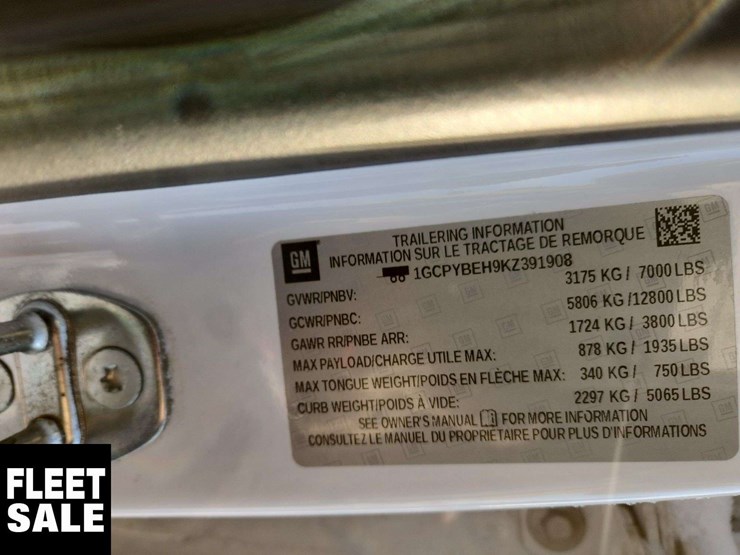 GM
TRAILERING INFORMATION
INFORMATION SUR LE TRACTAGE DE REMORQUE
1GCPYBEH9KZ391908
GVWR/PNBV: 3175 KG / 7000 LBS
GCWR/PNBC: 5806 KG /12800 LBS
GAWR RR/PNBE ARR: 1724 KG / 3800 LBS
MAX PAYLOAD/CHARGE UTILE MAX: 878 KG / 1935 LBS
MAX TONGUE WEIGHT/POIDS EN FLÈCHE MAX: 340 KG / 750 LBS
CURB WEIGHT/POIDS À VIDE: 2297 KG / 5065 LBS
SEE OWNER'S MANUAL FOR MORE INFORMATION
CONSULTEZ LE MANUEL DU PROPRIÉTAIRE POUR PLUS D'INFORMATIONS
FLEET
SALE